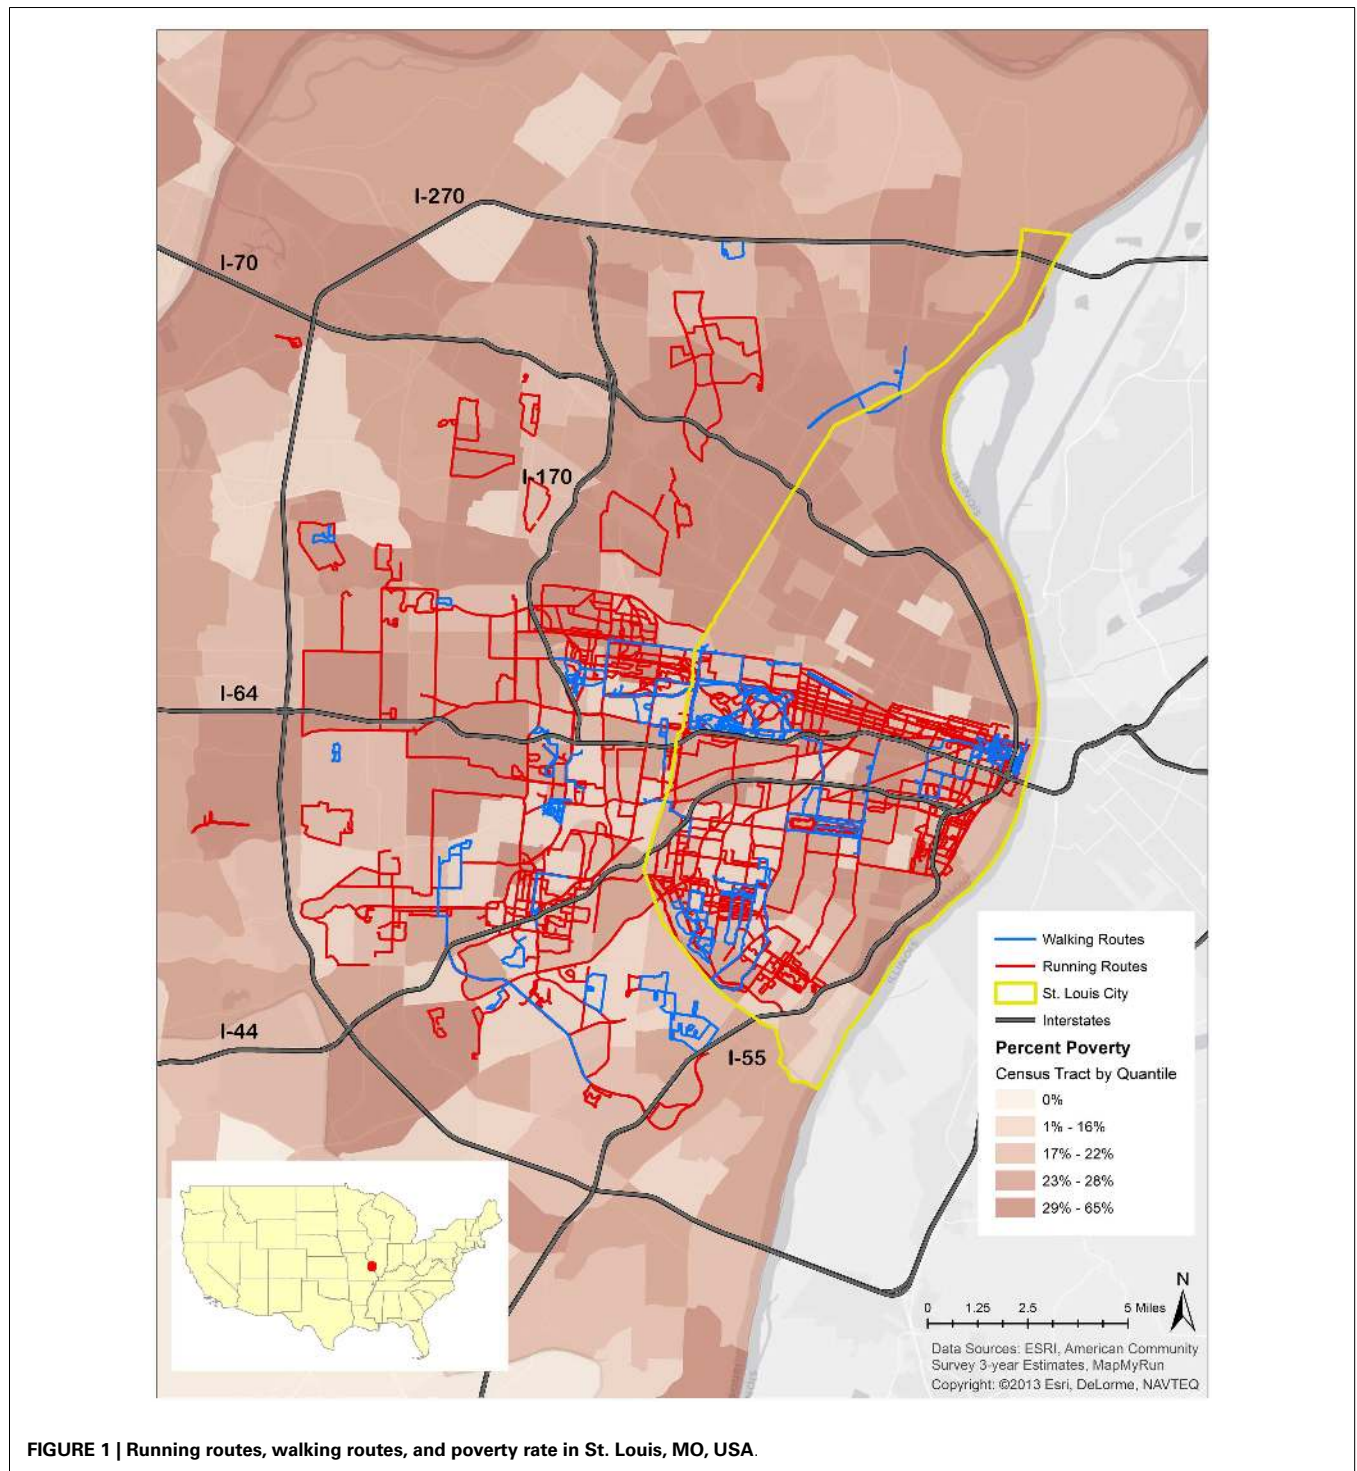 I-270
I-70
I-170
ILLINOIS
I-64
ILLINOIS
Walking Routes
Running Routes
St. Louis City
Interstates
Percent Poverty
Census Tract by Quantile
0%
1% - 16%
17% - 22%
23% - 28%
29% - 65%
I-44
I-55
N
0 1.25 2.5 5 Miles
Data Sources: ESRI, American Community
Survey 3-year Estimates, MapMyRun
Copyright: ©2013 Esri, DeLorme, NAVTEQ
FIGURE 1 | Running routes, walking routes, and poverty rate in St. Louis, MO, USA.